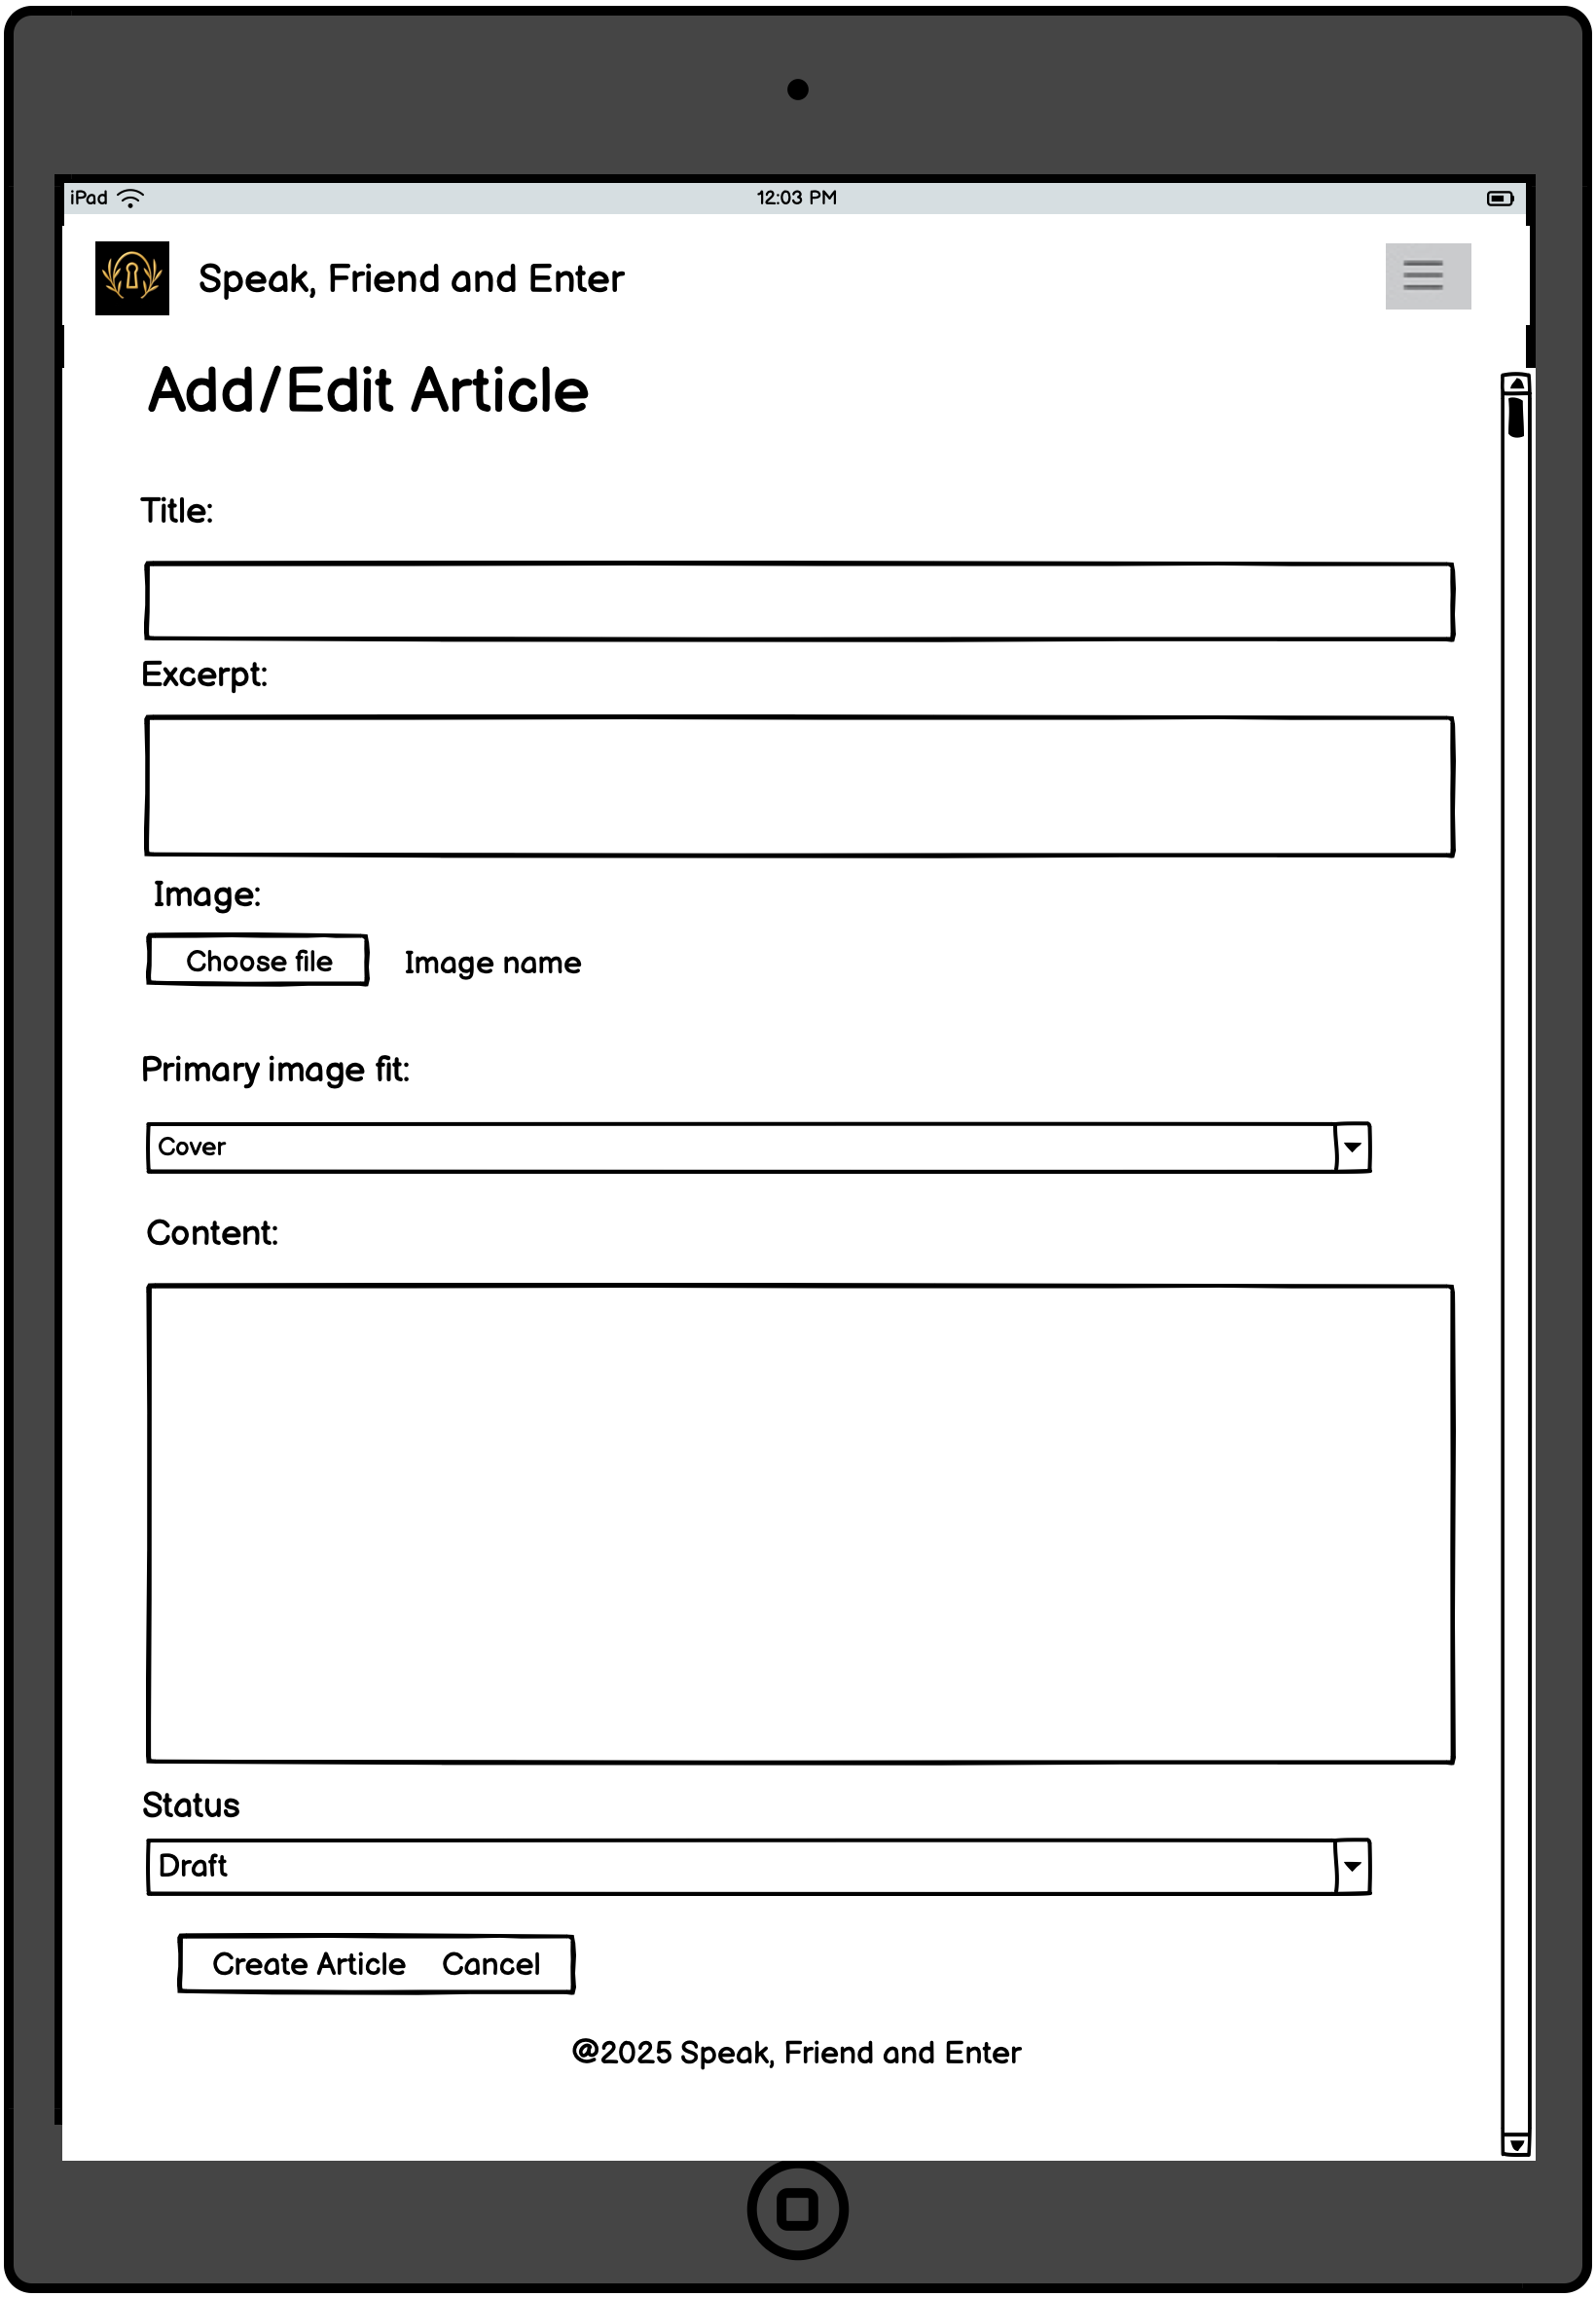 iPad 12:03 PM
Speak, Friend and Enter
Add/Edit Article
Title:
Excerpt:
Image:
Choose file Image name
Primary image fit:
Cover
Content:
Status
Draft
Create Article Cancel
@2025 Speak, Friend and Enter